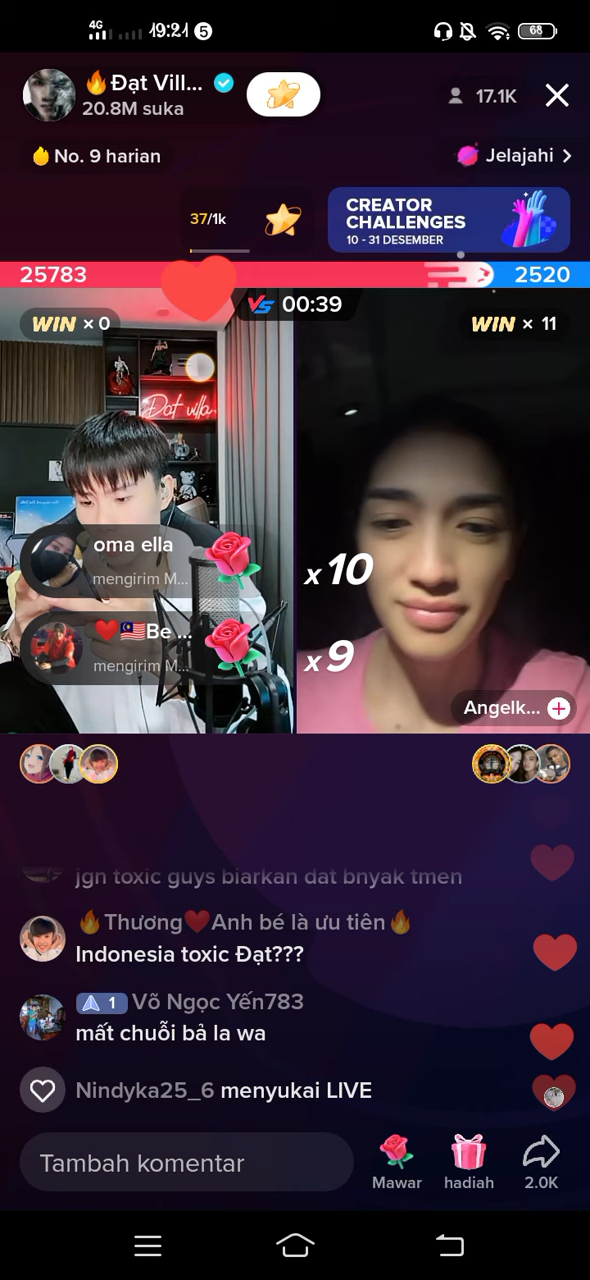 4G
19:21 5
68
🔥Đạt Vill...
20.8M suka
17.1K
No. 9 harian
Jelajahi >
37/1k
CREATOR
CHALLENGES
10 - 31 DESEMBER
25783
2520
VS 00:39
WIN × 0
WIN × 11
Dat villa
oma ella
mengirim M...
x10
❤️🇲🇾Be ...
mengirim M...
x9
Angelk...
jgn toxic guys biarkan dat bnyak tmen
🔥Thương❤️Anh bé là ưu tiên🔥
Indonesia toxic Đạt???
1 Võ Ngọc Yến783
mất chuỗi bả la wa
Nindyka25_6 menyukai LIVE
Tambah komentar
Mawar
hadiah
2.0K